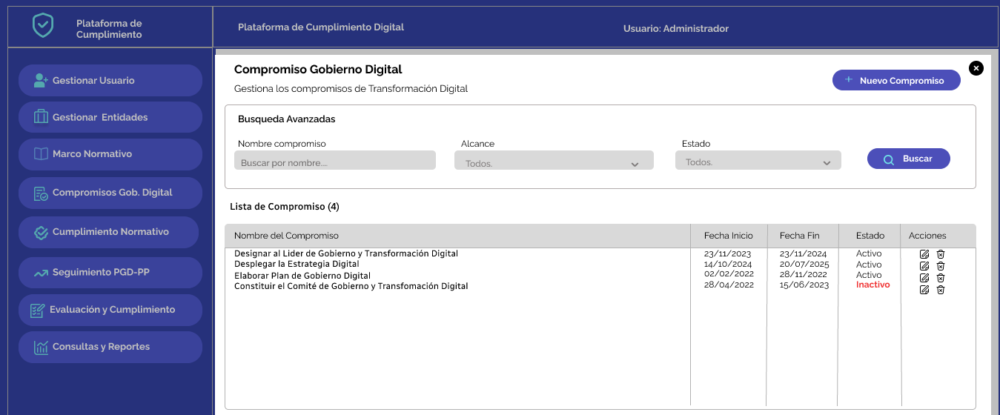 Plataforma de
Cumplimiento
Plataforma de Cumplimiento Digital
Usuario: Administrador
Gestionar Usuario
Gestionar Entidades
Marco Normativo
Compromisos Gob. Digital
Cumplimiento Normativo
Seguimiento PGD-PP
Evaluación y Cumplimiento
Consultas y Reportes
Compromiso Gobierno Digital
Gestiona los compromisos de Transformación Digital
+ Nuevo Compromiso
Busqueda Avanzadas
Nombre compromiso Alcance Estado
Buscar por nombre.... Todos. Todos. Buscar
Lista de Compromiso (4)
Nombre del Compromiso Fecha Inicio Fecha Fin Estado Acciones
Designar al Lider de Gobierno y Transformación Digital 23/11/2023 23/11/2024 Activo
Desplegar la Estrategia Digital 14/10/2024 20/07/2025 Activo
Elaborar Plan de Gobierno Digital 02/02/2022 28/11/2022 Activo
Constituir el Comité de Gobierno y Transfomación Digital 28/04/2022 15/06/2023 Inactivo